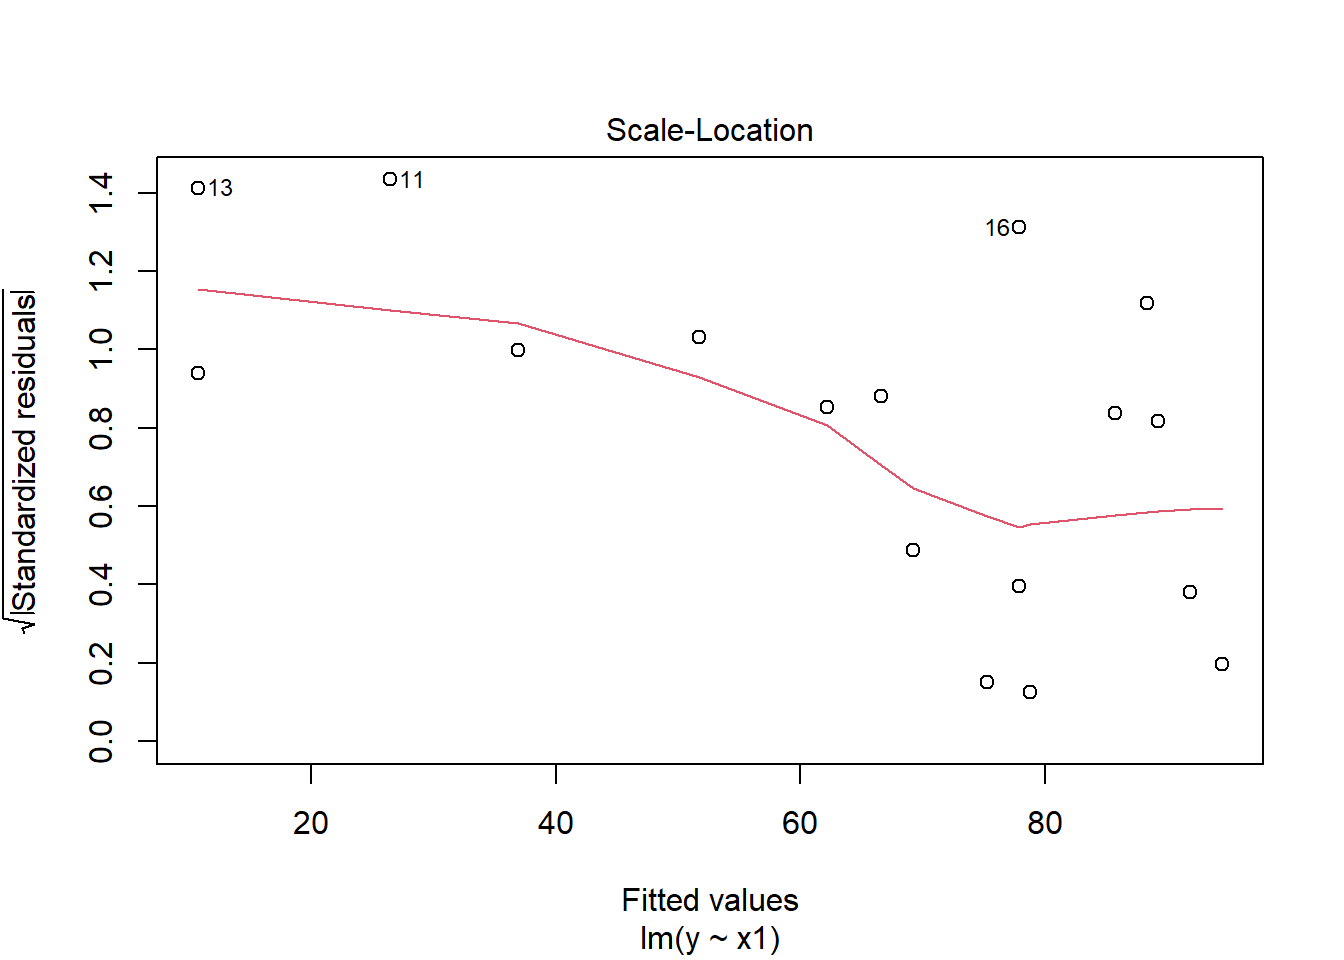 Scale-Location
√|Standardized residuals|
1.4
1.2
1.0
0.8
0.6
0.4
0.2
0.0
13
11
16
20 40 60 80
Fitted values
lm(y ~ x1)